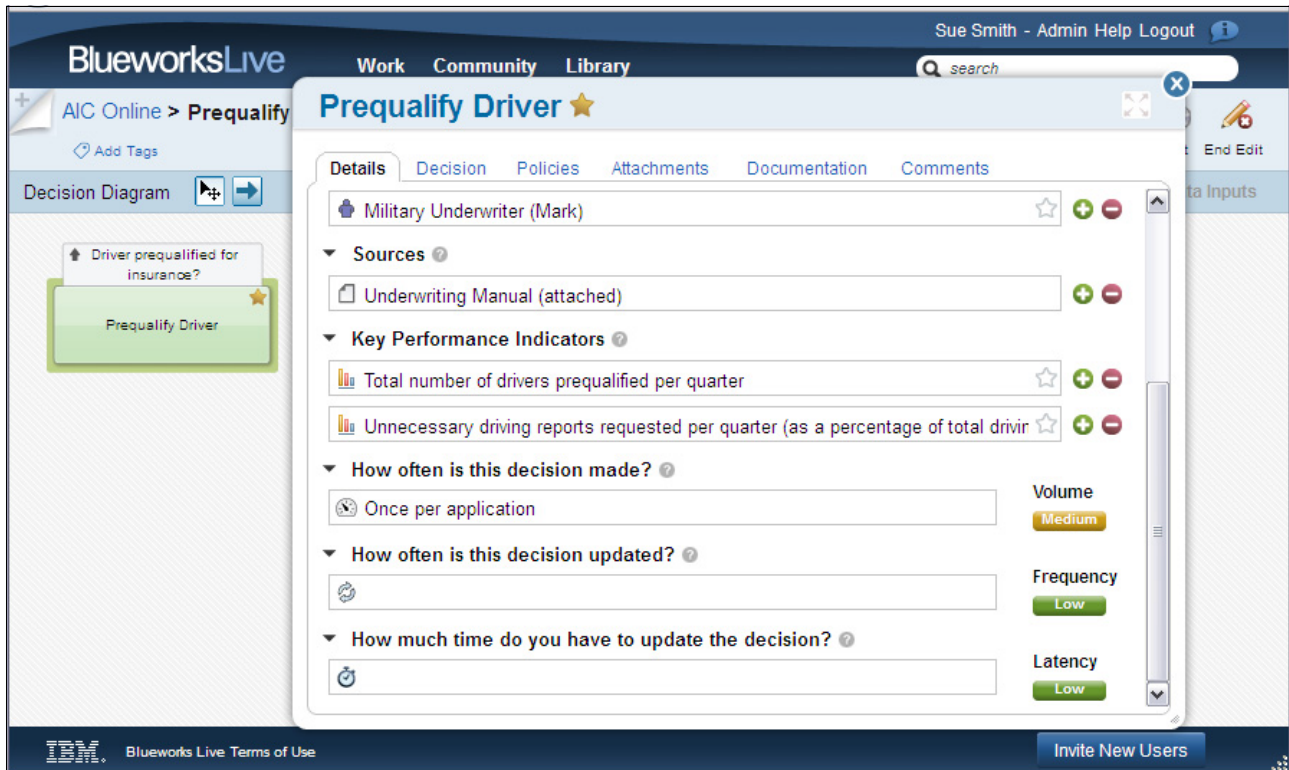 Sue Smith - Admin Help Logout
BlueworksLive
Work Community Library
search
AIC Online > Prequalify
Add Tags
End Edit
Decision Diagram
ta Inputs
Driver prequalified for
insurance?
Prequalify Driver
Prequalify Driver
Details Decision Policies Attachments Documentation Comments
Military Underwriter (Mark)
Sources
Underwriting Manual (attached)
Key Performance Indicators
Total number of drivers prequalified per quarter
Unnecessary driving reports requested per quarter (as a percentage of total drivin
How often is this decision made?
Once per application
Volume
Medium
How often is this decision updated?
Frequency
Low
How much time do you have to update the decision?
Latency
Low
IBM. Blueworks Live Terms of Use
Invite New Users